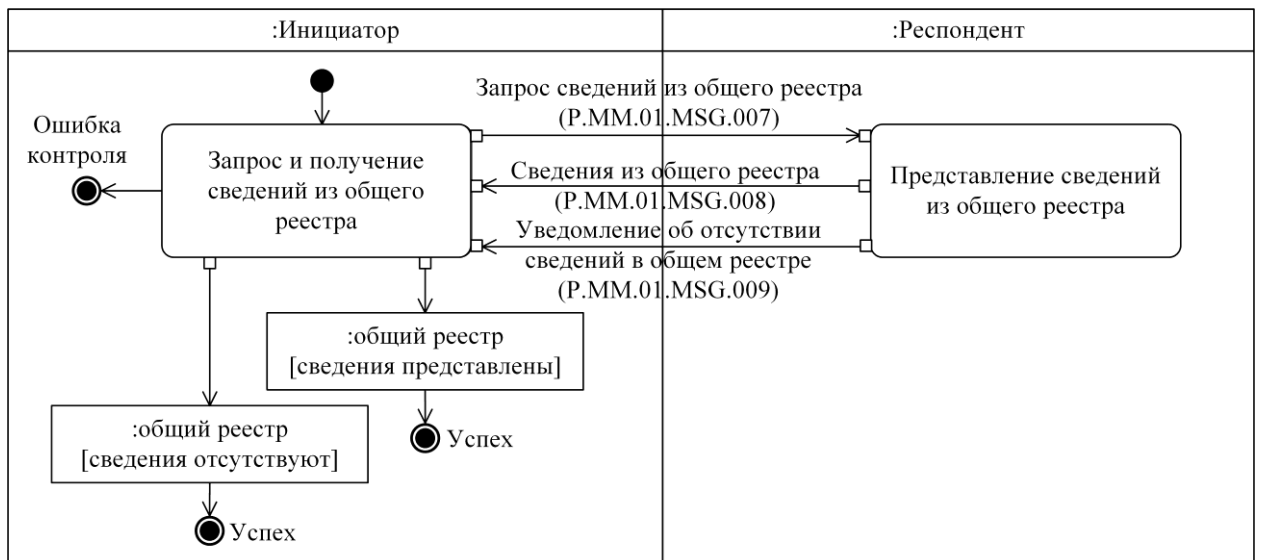 :Инициатор
:Респондент
Запрос сведений из общего реестра
(P.MM.01.MSG.007)
Ошибка
контроля
Запрос и получение
сведений из общего
реестра
Сведения из общего реестра
(P.MM.01.MSG.008)
Представление сведений
из общего реестра
Уведомление об отсутствии
сведений в общем реестре
(P.MM.01.MSG.009)
:общий реестр
[сведения представлены]
:общий реестр
[сведения отсутствуют]
Успех
Успех